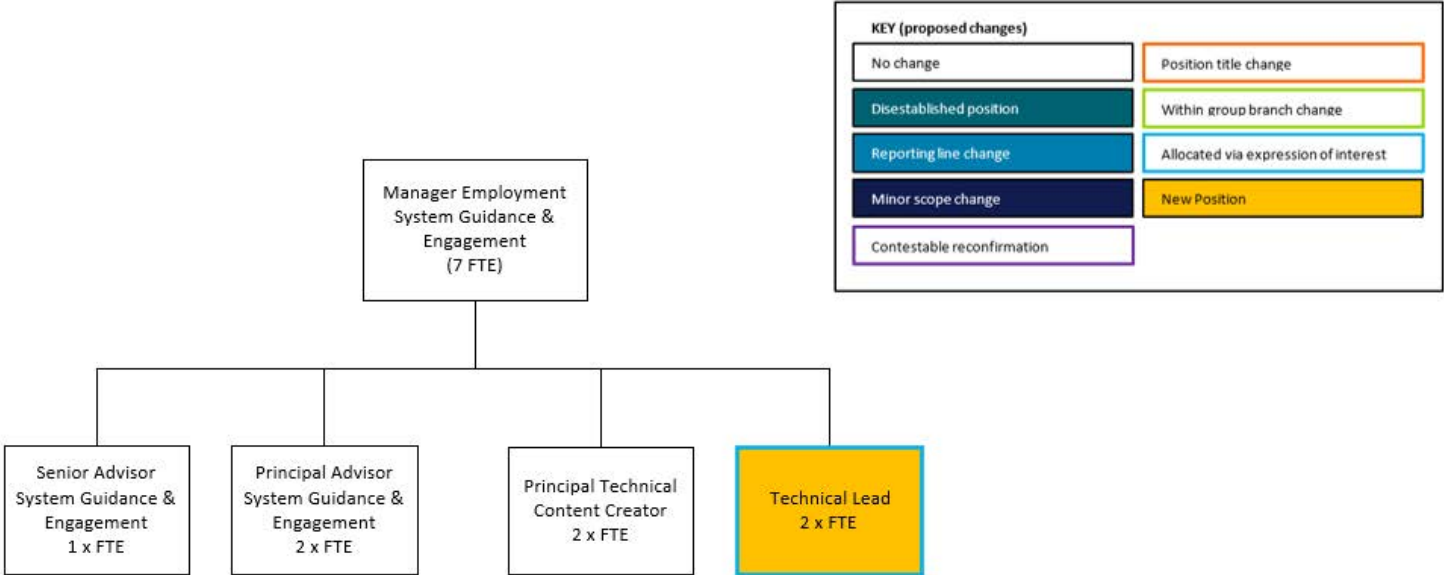 KEY (proposed changes)
No change
Position title change
Disestablished position
Within group branch change
Reporting line change
Allocated via expression of interest
Minor scope change
New Position
Contestable reconfirmation
Manager Employment
System Guidance &
Engagement
(7 FTE)
Senior Advisor
System Guidance &
Engagement
1 x FTE
Principal Advisor
System Guidance &
Engagement
2 x FTE
Principal Technical
Content Creator
2 x FTE
Technical Lead
2 x FTE